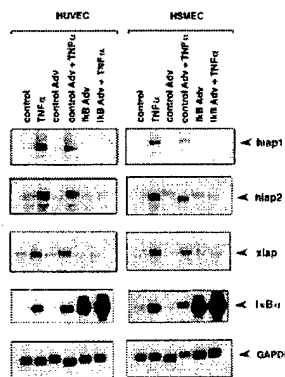 HUVEC HSMEC
control TNFα control Adv control Adv + TNFα IκB Adv IκB Adv + TNFα control TNFα control Adv control Adv + TNFα IκB Adv IκB Adv + TNFα
hiap1
hiap2
xiap
IκBα
GAPD